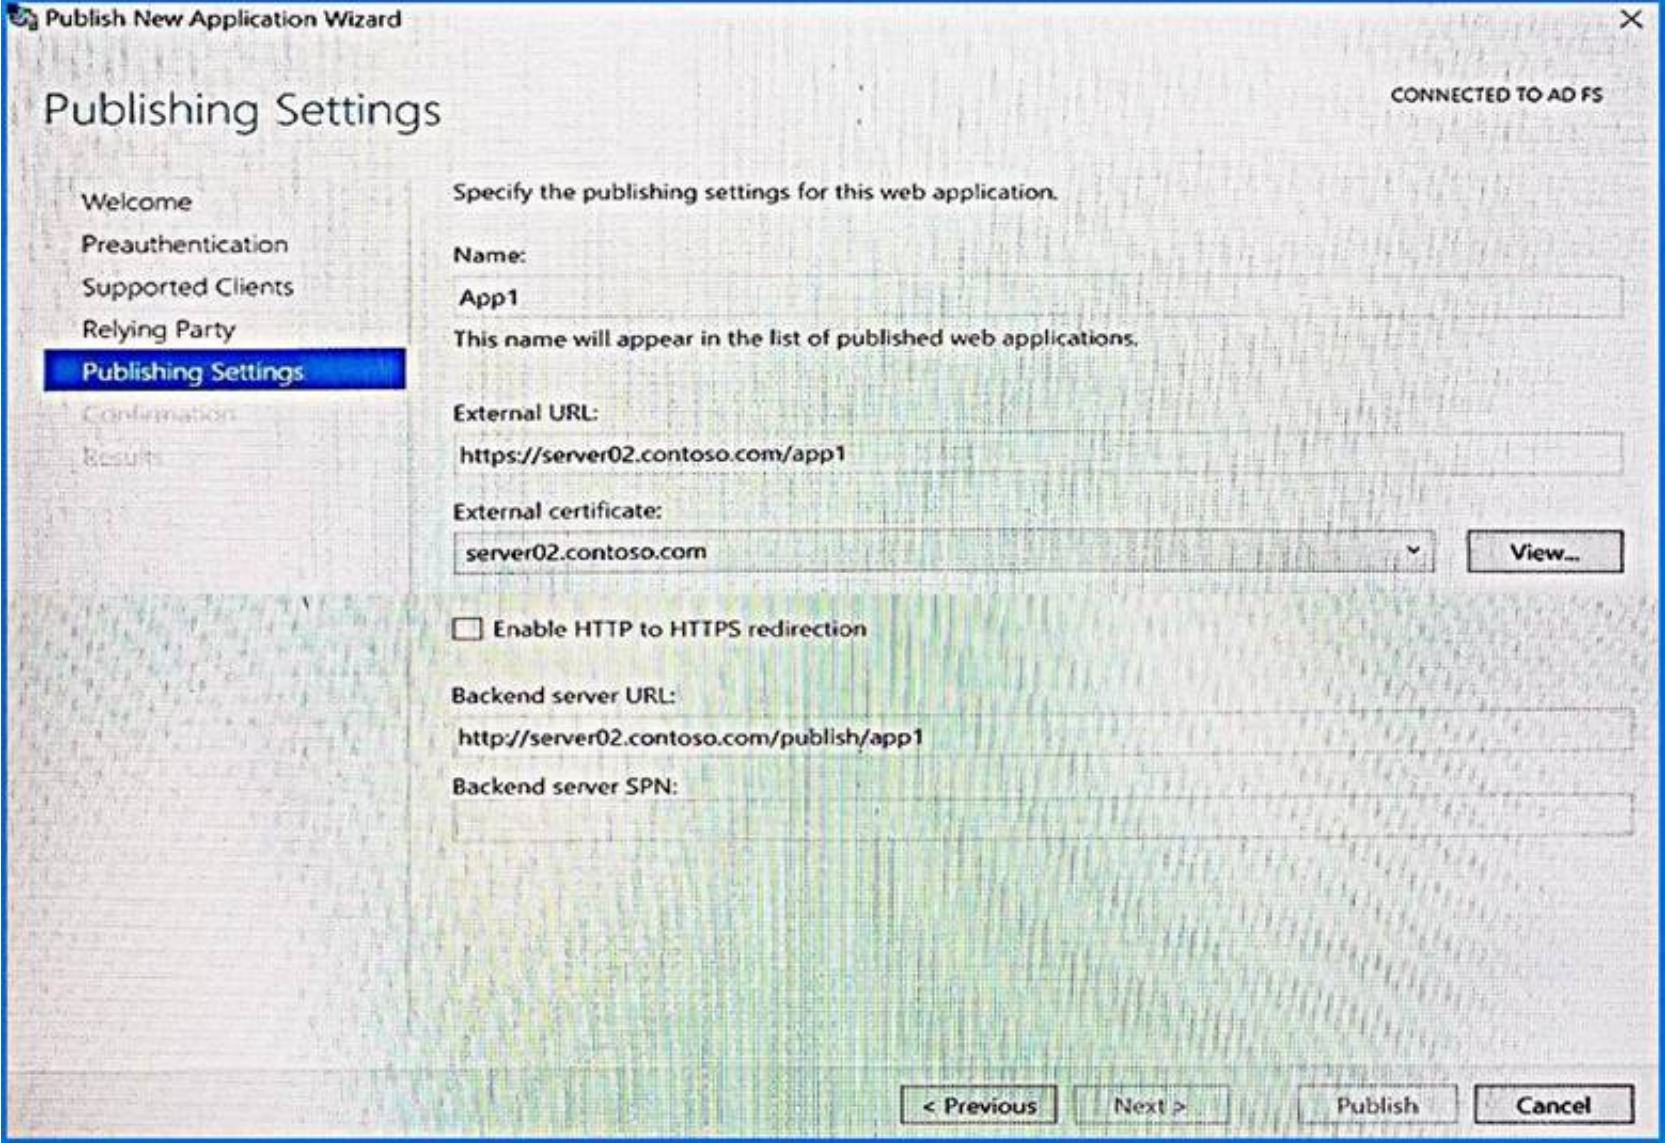 Publish New Application Wizard
Publishing Settings
CONNECTED TO AD FS
Welcome
Preauthentication
Supported Clients
Relying Party
Publishing Settings
Confirmation
Results
Specify the publishing settings for this web application.
Name:
App1
This name will appear in the list of published web applications.
External URL:
https://server02.contoso.com/app1
External certificate:
server02.contoso.com
View...
Enable HTTP to HTTPS redirection
Backend server URL:
http://server02.contoso.com/publish/app1
Backend server SPN:
< Previous
Next >
Publish
Cancel